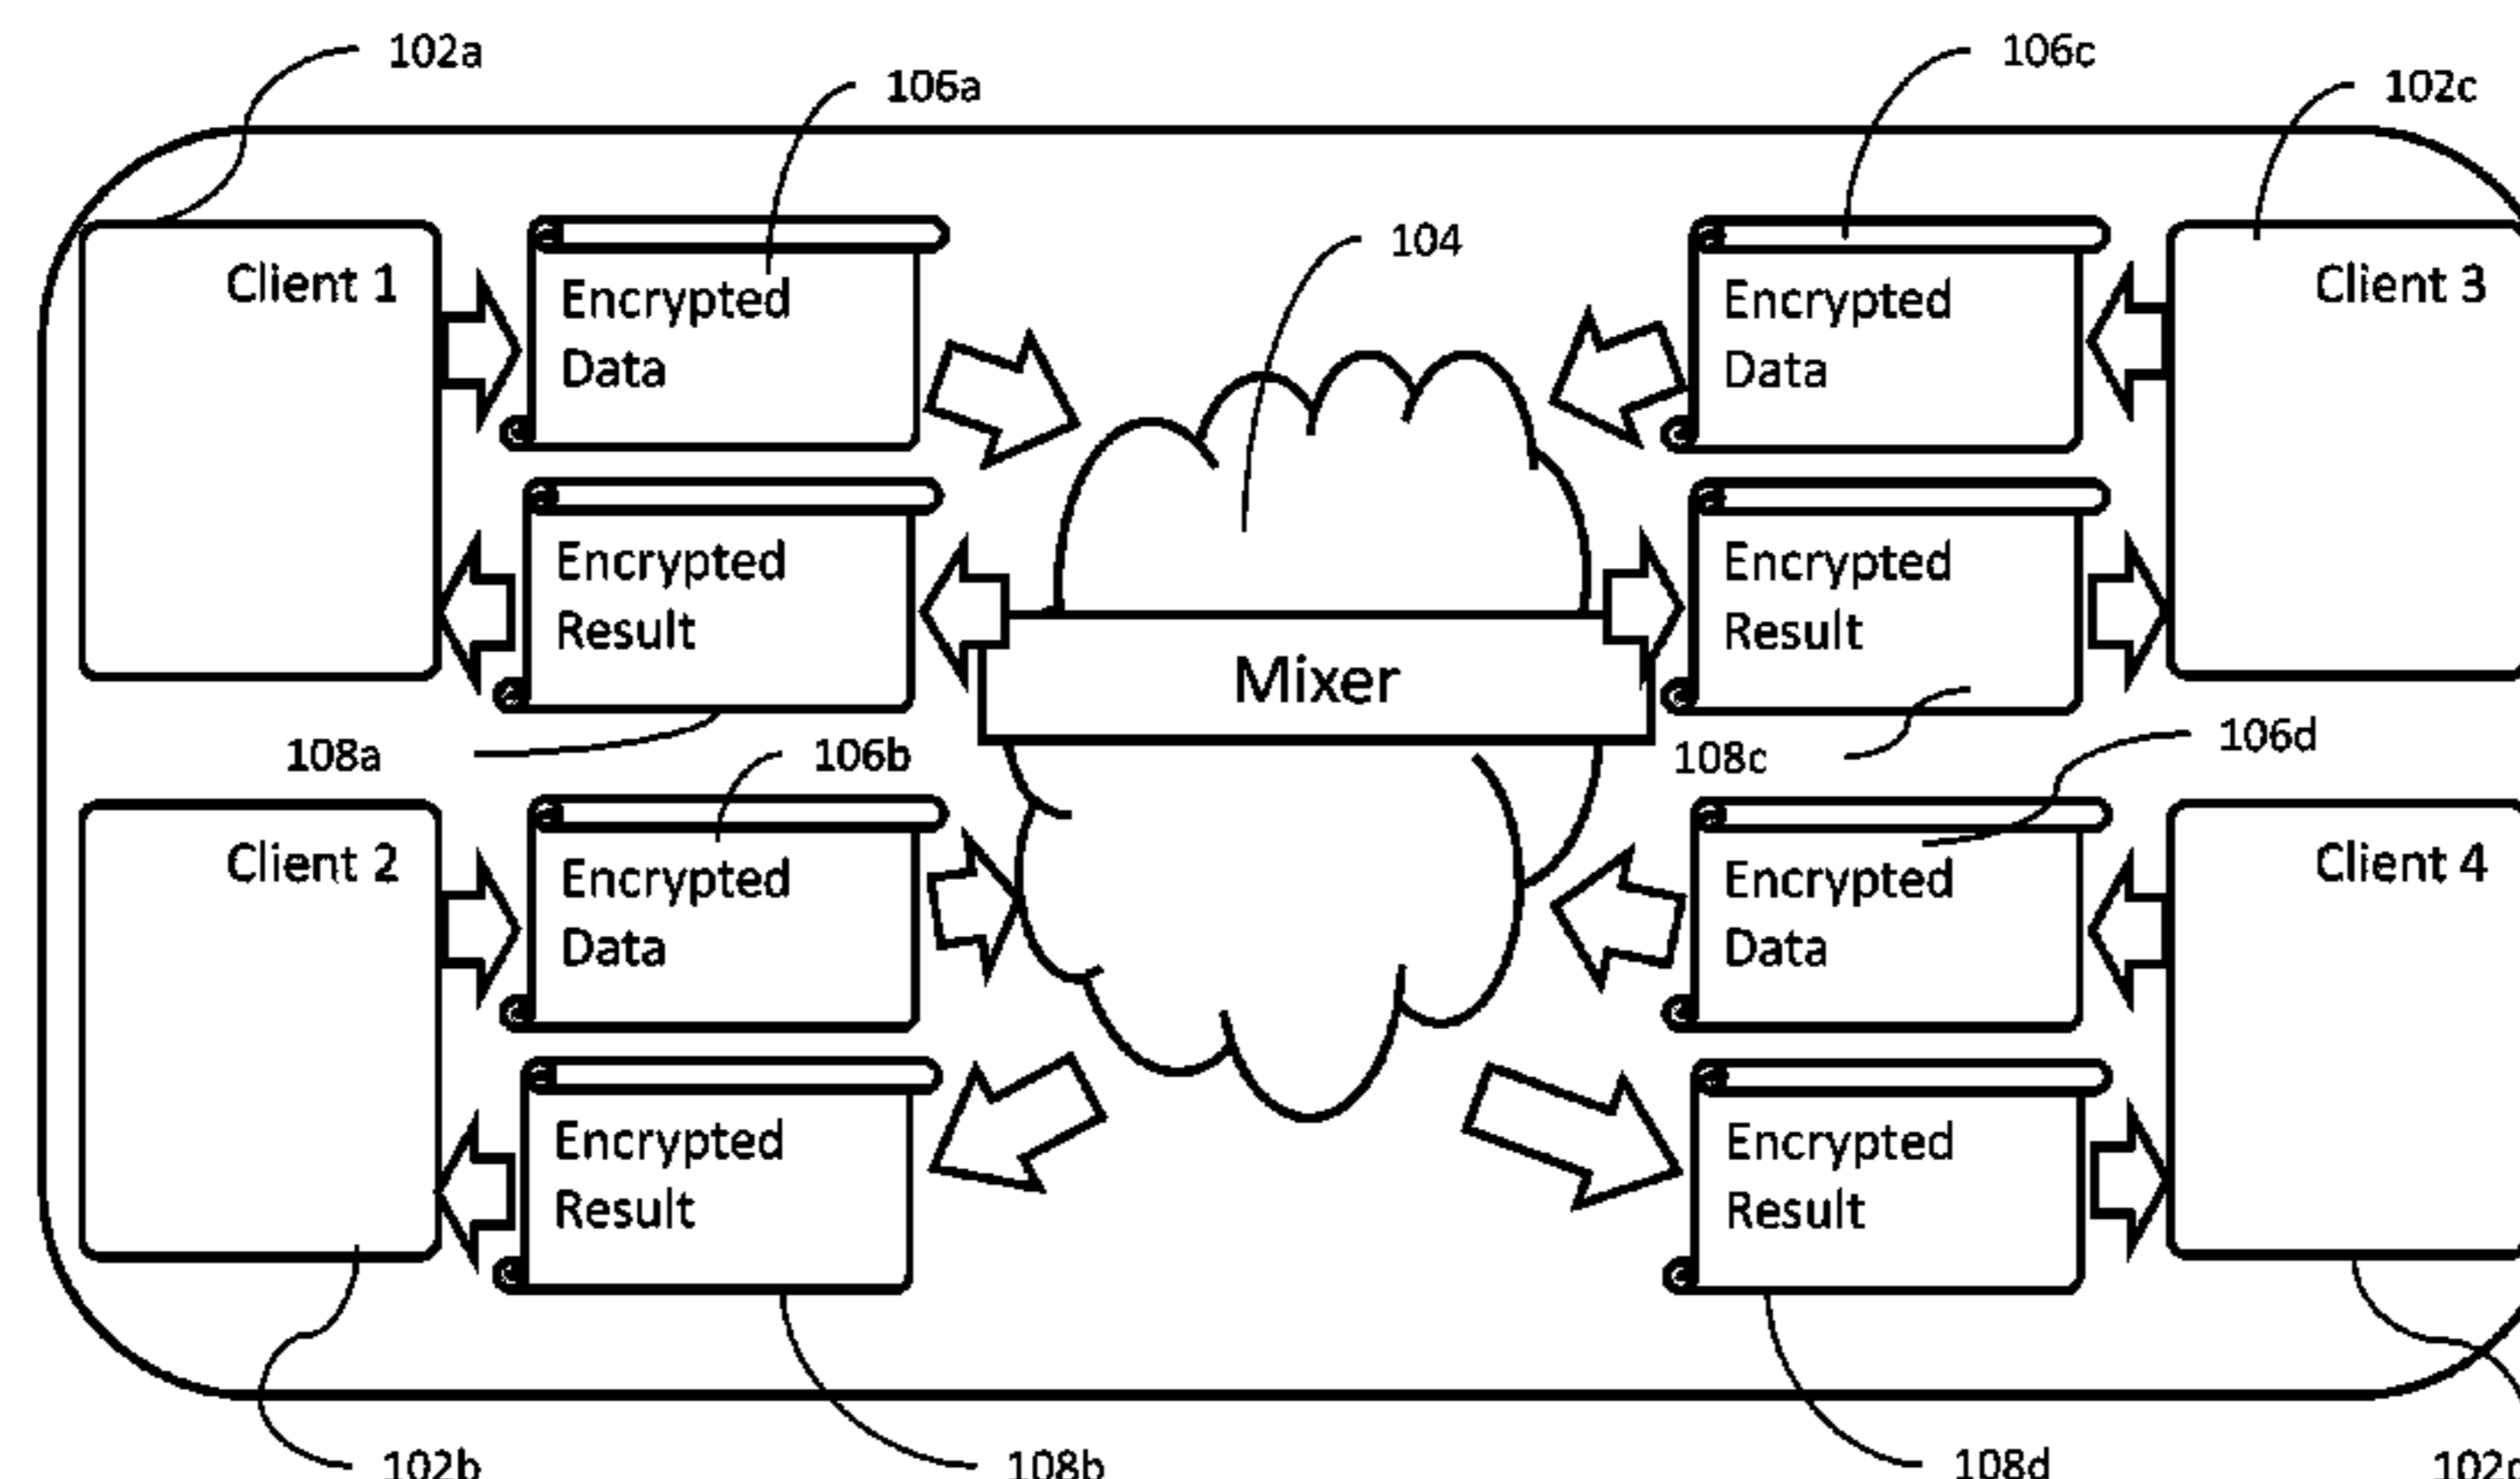 102a
106a
106c
102c
104
Client 1
Encrypted
Data
Encrypted
Data
Client 3
Encrypted
Result
Mixer
Encrypted
Result
108a
106b
108c
106d
Client 2
Encrypted
Data
Encrypted
Data
Client 4
Encrypted
Result
Encrypted
Result
102b
108b
108d